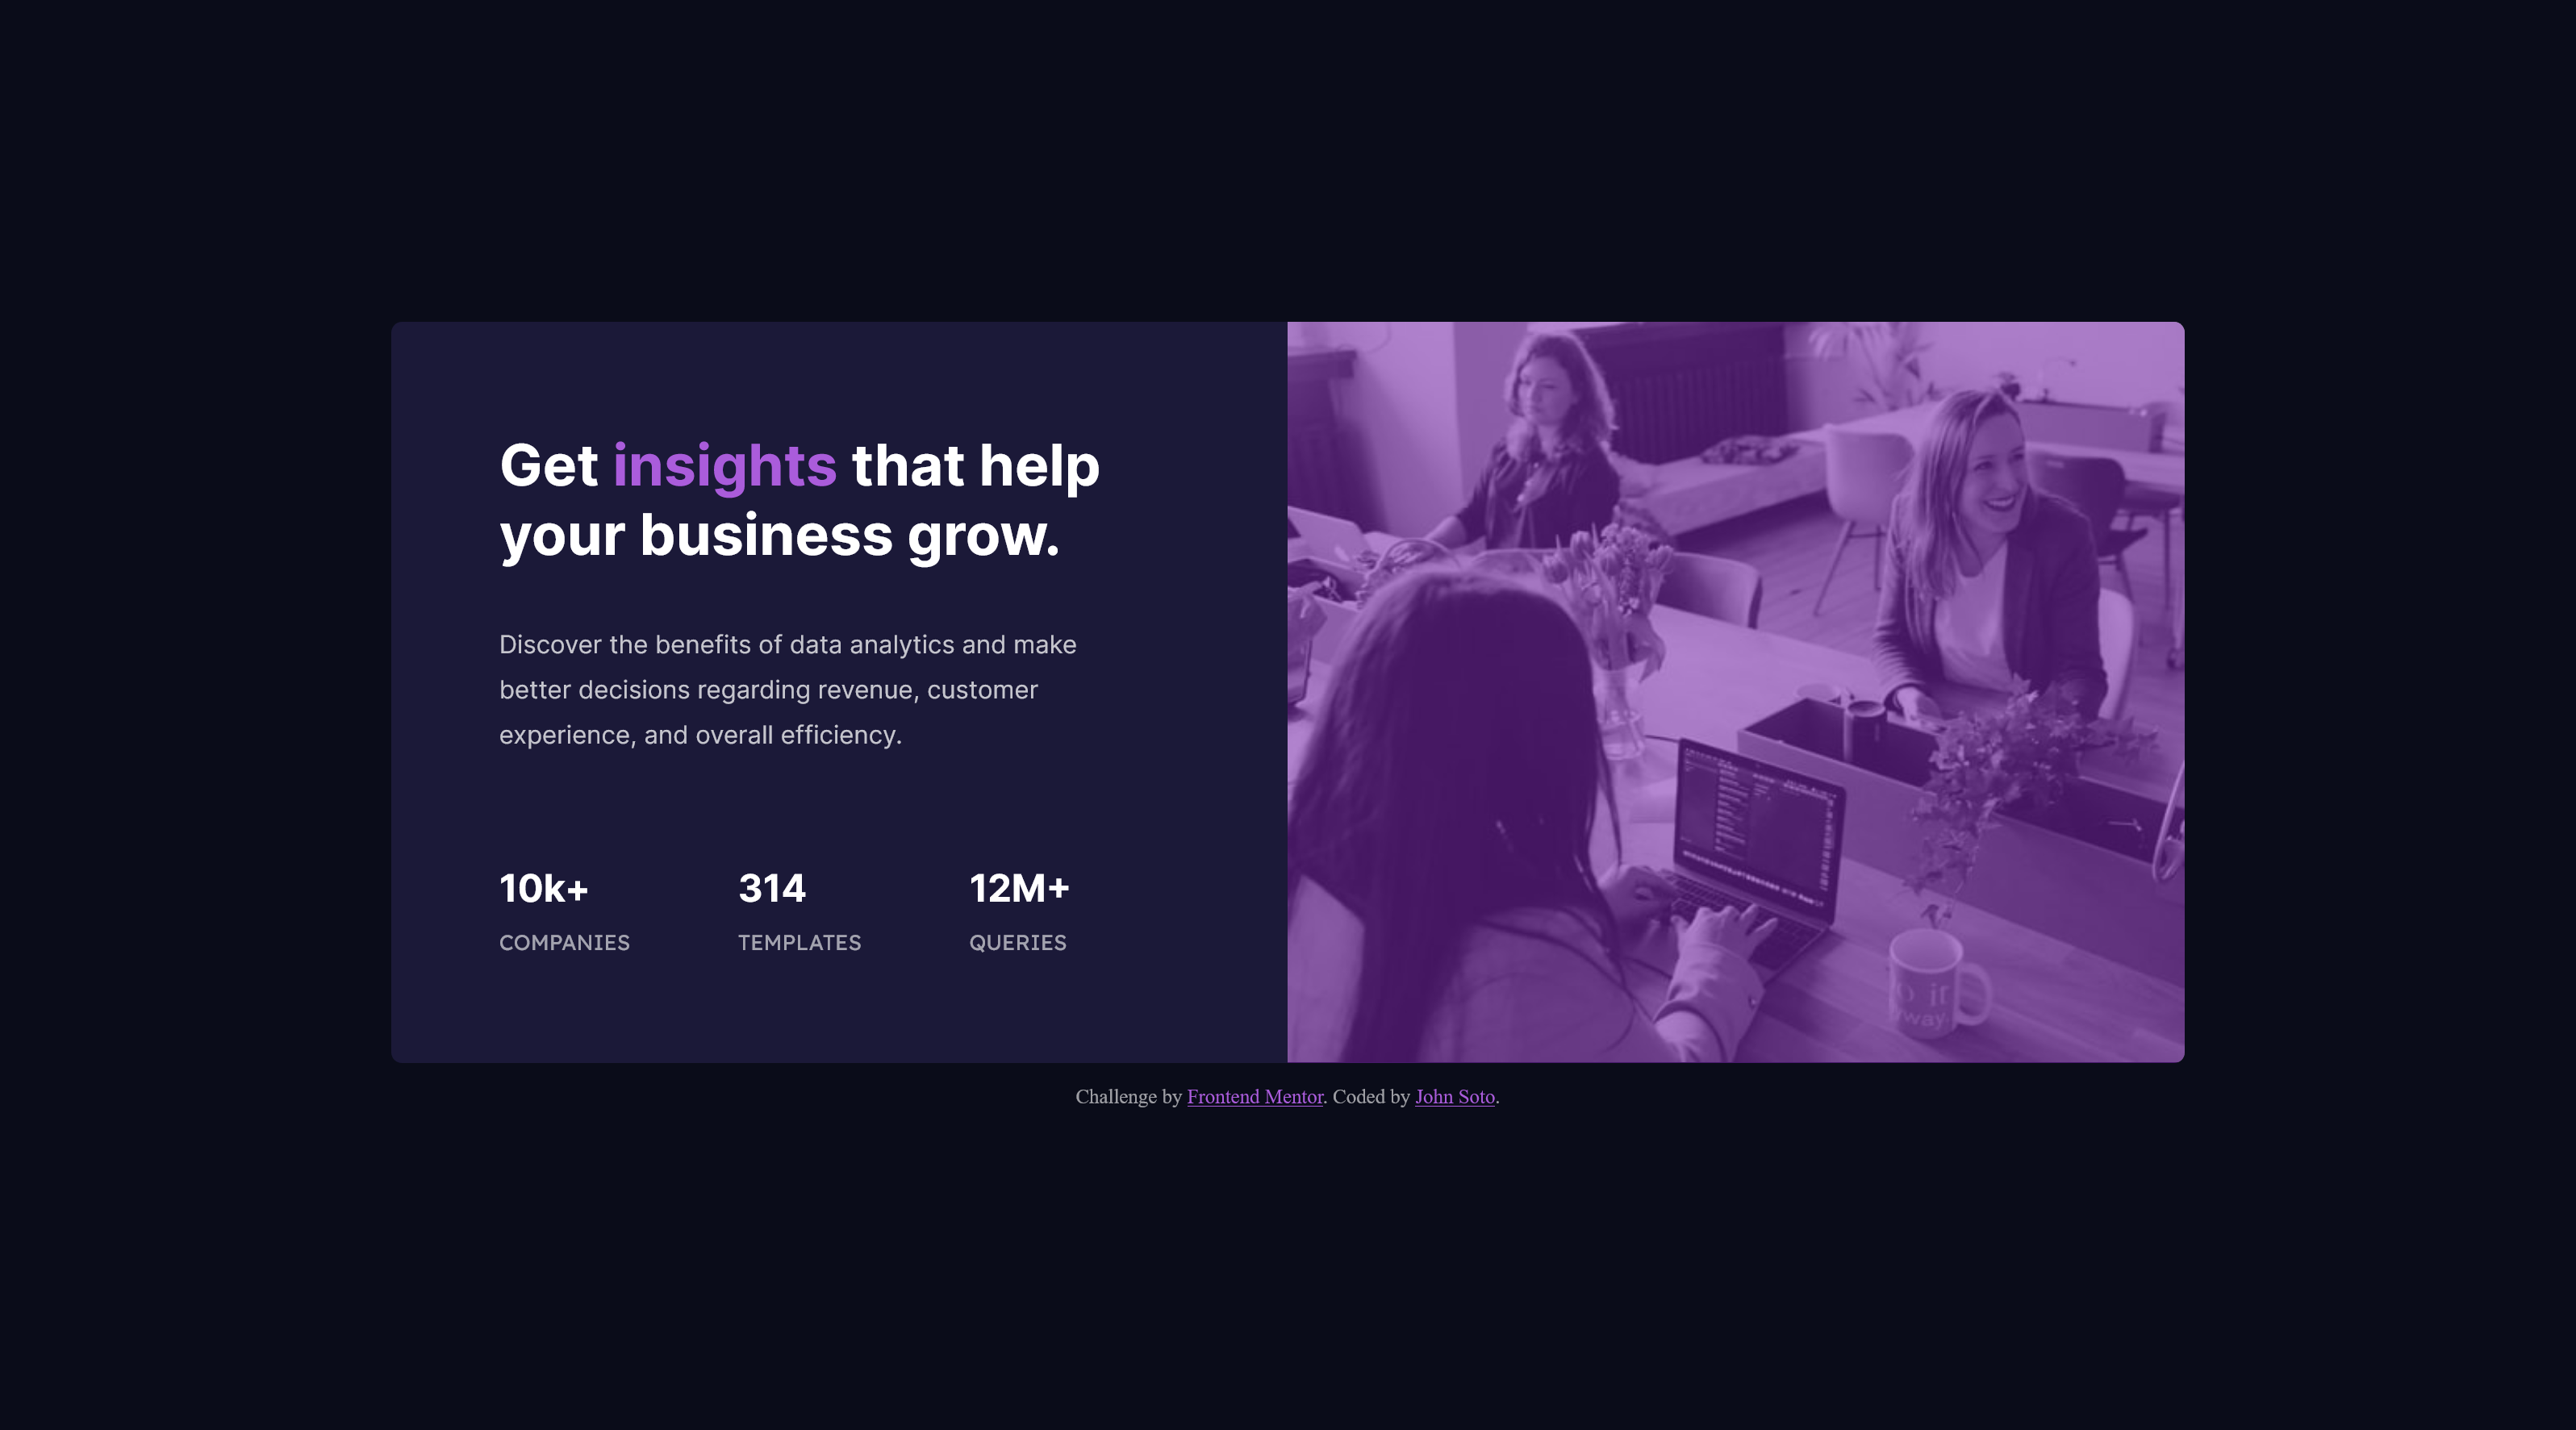 Get insights that help
your business grow.
Discover the benefits of data analytics and make
better decisions regarding revenue, customer
experience, and overall efficiency.
10k+ 314 12M+
COMPANIES TEMPLATES QUERIES
it
way.
Challenge by Frontend Mentor. Coded by John Soto.